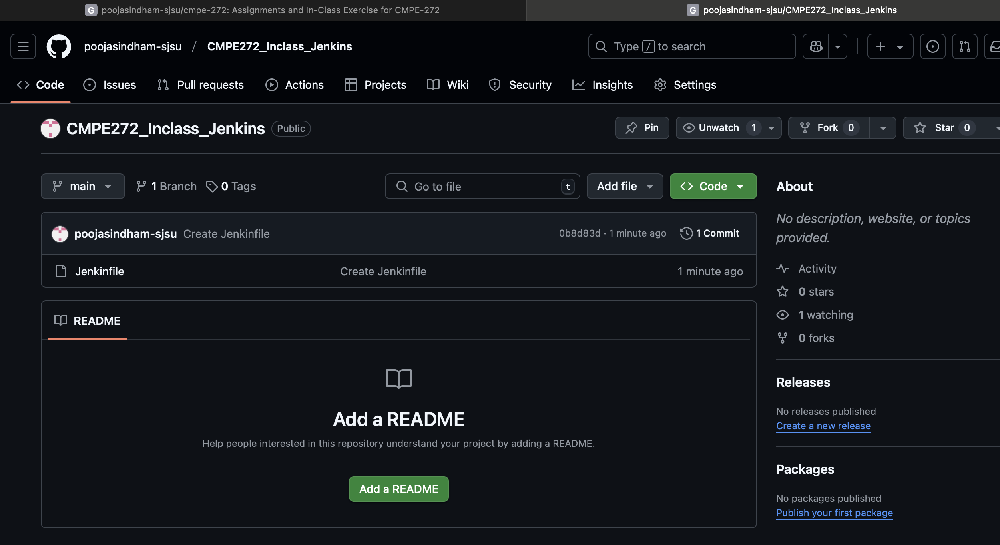 G poojasindham-sjsu/cmpe-272: Assignments and In-Class Exercise for CMPE-272
G poojasindham-sjsu/CMPE272_Inclass_Jenkins
poojasindham-sjsu / CMPE272_Inclass_Jenkins
Type / to search
Code Issues Pull requests Actions Projects Wiki Security Insights Settings
CMPE272_Inclass_Jenkins Public
Pin Unwatch 1 Fork 0 Star 0
main 1 Branch 0 Tags
Go to file t Add file Code
poojasindham-sjsu Create Jenkinfile 0b8d83d · 1 minute ago 1 Commit
Jenkinfile Create Jenkinfile 1 minute ago
README
Add a README
Help people interested in this repository understand your project by adding a README.
Add a README
About
No description, website, or topics
provided.
Activity
0 stars
1 watching
0 forks
Releases
No releases published
Create a new release
Packages
No packages published
Publish your first package